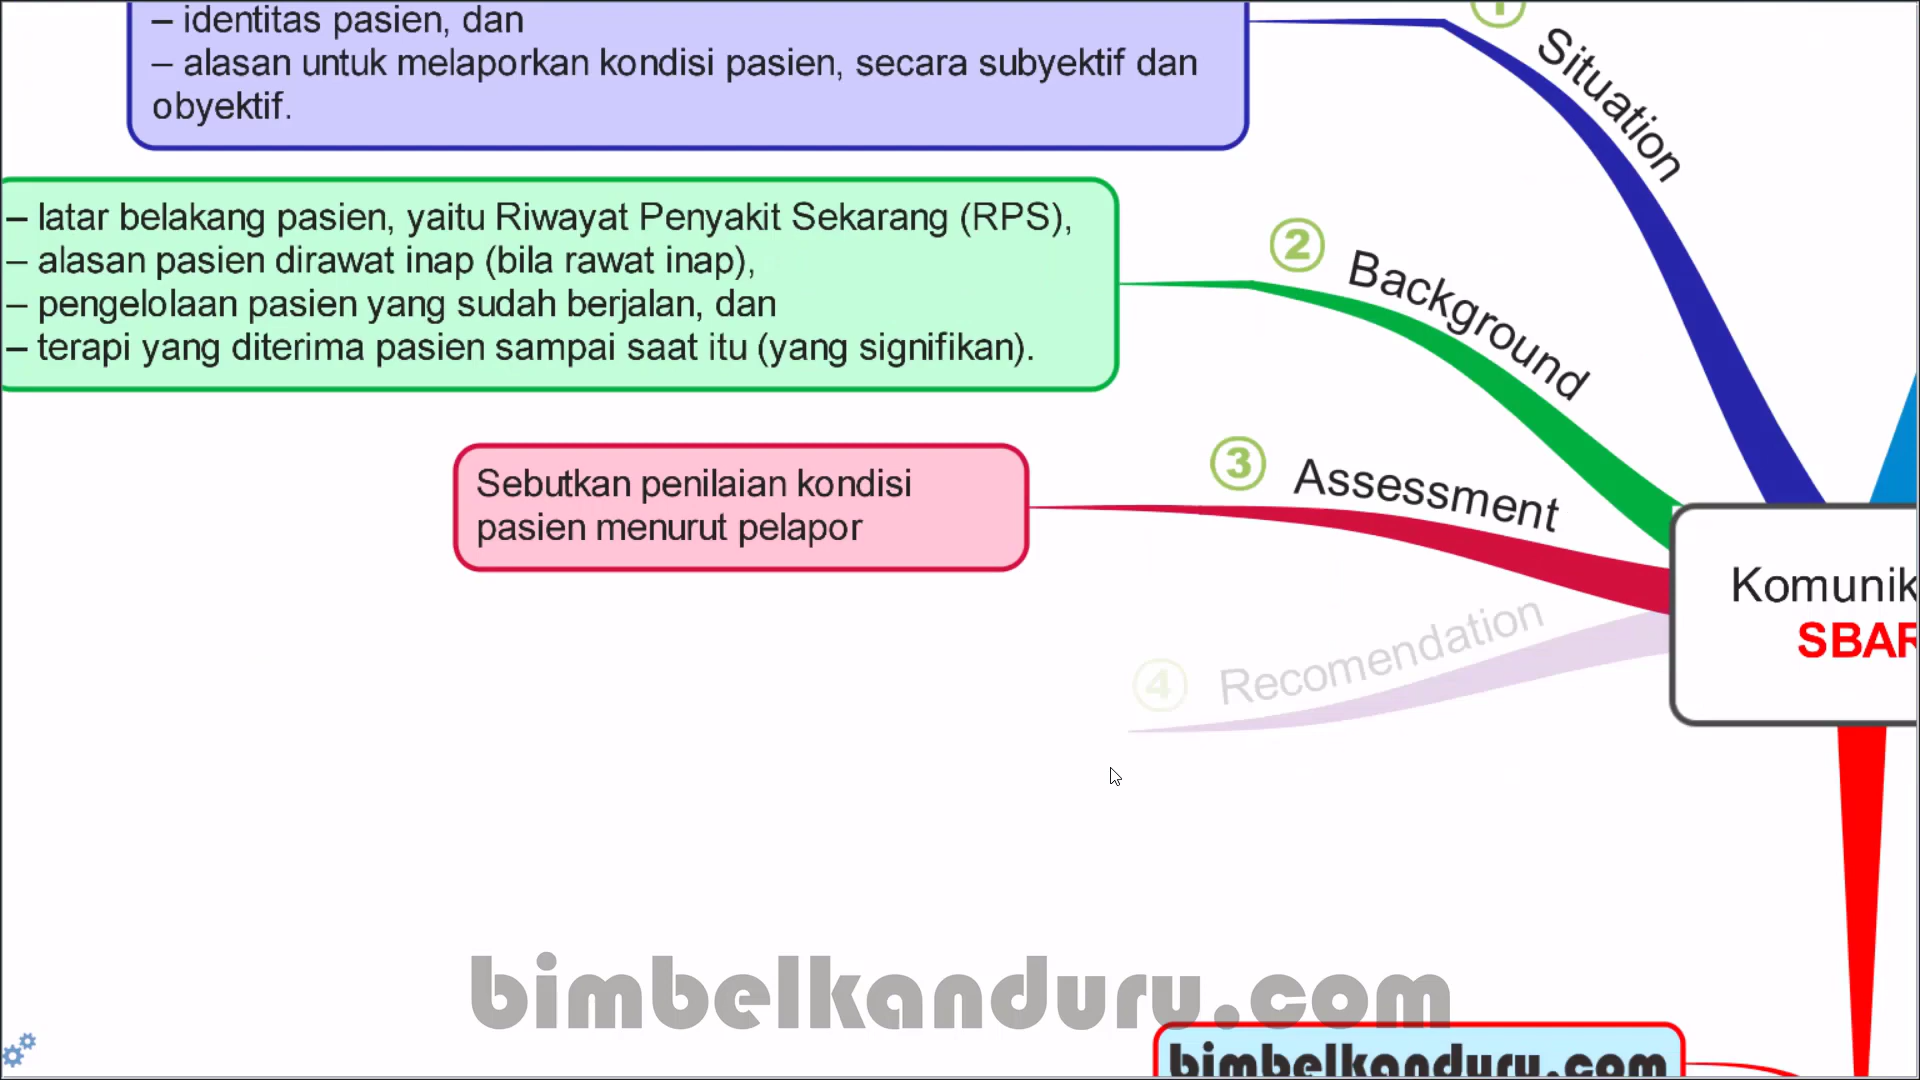 – identitas pasien, dan
– alasan untuk melaporkan kondisi pasien, secara subyektif dan
obyektif.
1 Situation
– latar belakang pasien, yaitu Riwayat Penyakit Sekarang (RPS),
– alasan pasien dirawat inap (bila rawat inap),
– pengelolaan pasien yang sudah berjalan, dan
– terapi yang diterima pasien sampai saat itu (yang signifikan).
2 Background
Sebutkan penilaian kondisi
pasien menurut pelapor
3 Assessment
4 Recomendation
Komunik
SBAR
bimbelkanduru.com
bimbelkanduru.com